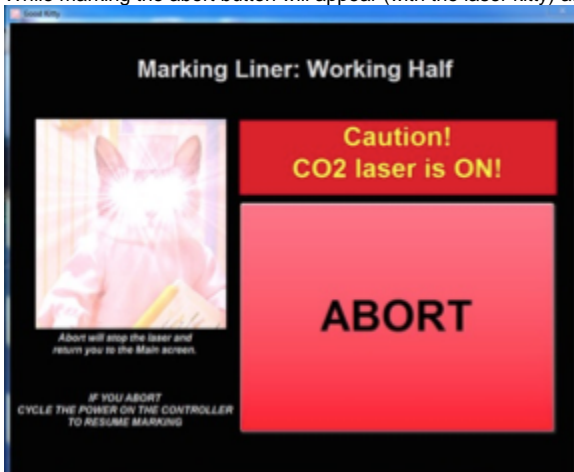 While marking the abort button will appear (with the laser kitty) a
Good Kitty
Marking Liner: Working Half
Caution!
CO2 laser is ON!
ABORT
Abort will stop the laser and
return you to the Main screen.
IF YOU ABORT
CYCLE THE POWER ON THE CONTROLLER
TO RESUME MARKING